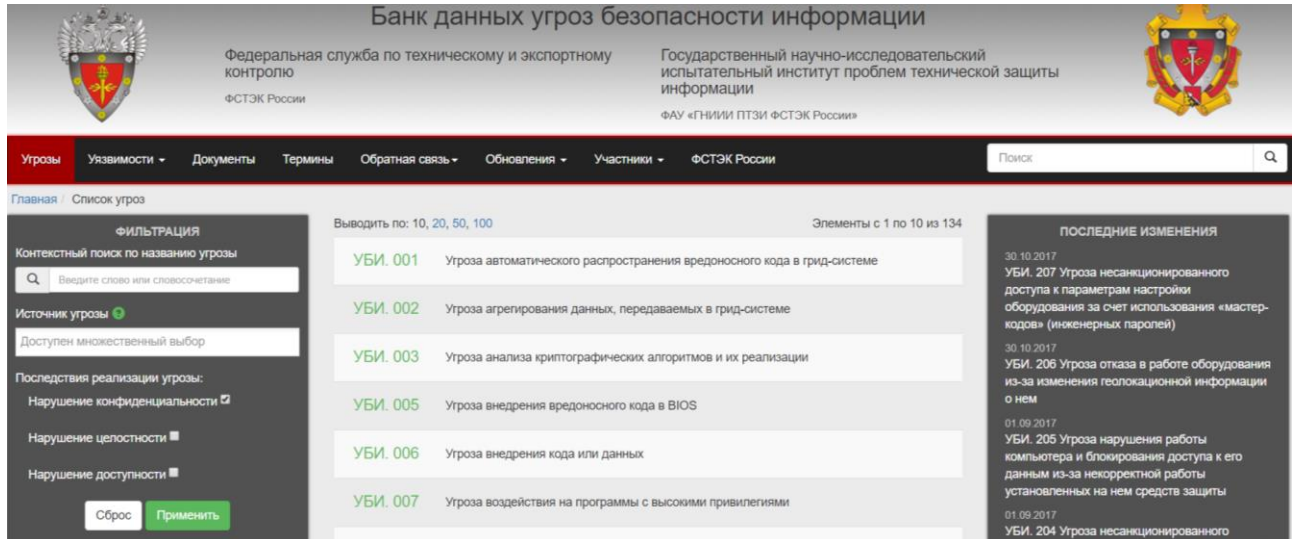 Банк данных угроз безопасности информации
Федеральная служба по техническому и экспортному
контролю
ФСТЭК России
Государственный научно-исследовательский
испытательный институт проблем технической защиты
информации
ФАУ «ГНИИИ ПТЗИ ФСТЭК России»
Угрозы Уязвимости Документы Термины Обратная связь Обновления Участники ФСТЭК России Поиск
Главная / Список угроз
ФИЛЬТРАЦИЯ
Контекстный поиск по названию угрозы
Введите слово или словосочетание
Источник угрозы
Доступен множественный выбор
Последствия реализации угрозы:
Нарушение конфиденциальности
Нарушение целостности
Нарушение доступности
Сброс Применить
Выводить по: 10, 20, 50, 100 Элементы с 1 по 10 из 134
УБИ. 001 Угроза автоматического распространения вредоносного кода в грид-системе
УБИ. 002 Угроза агрегирования данных, передаваемых в грид-системе
УБИ. 003 Угроза анализа криптографических алгоритмов и их реализации
УБИ. 005 Угроза внедрения вредоносного кода в BIOS
УБИ. 006 Угроза внедрения кода или данных
УБИ. 007 Угроза воздействия на программы с высокими привилегиями
ПОСЛЕДНИЕ ИЗМЕНЕНИЯ
30.10.2017
УБИ. 207 Угроза несанкционированного
доступа к параметрам настройки
оборудования за счет использования «мастер-
кодов» (инженерных паролей)
30.10.2017
УБИ. 206 Угроза отказа в работе оборудования
из-за изменения геолокационной информации
о нем
01.09.2017
УБИ. 205 Угроза нарушения работы
компьютера и блокирования доступа к его
данным из-за некорректной работы
установленных на нем средств защиты
01.09.2017
УБИ. 204 Угроза несанкционированного